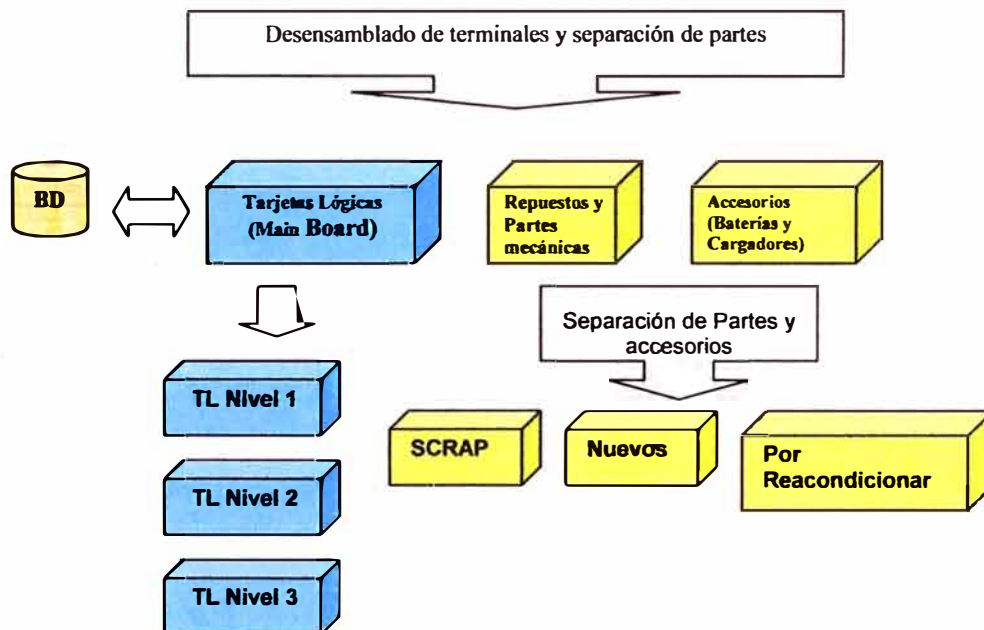 Desensamblado de terminales y separación de partes
BD
Tarjetas Lógicas
(Main Board)
Repuestos y
Partes
mecánicas
Accesorios
(Baterías y
Cargadores)
Separación de Partes y
accesorios
TL Nivel 1
TL Nivel 2
TL Nivel 3
SCRAP
Nuevos
Por
Reacondicionar